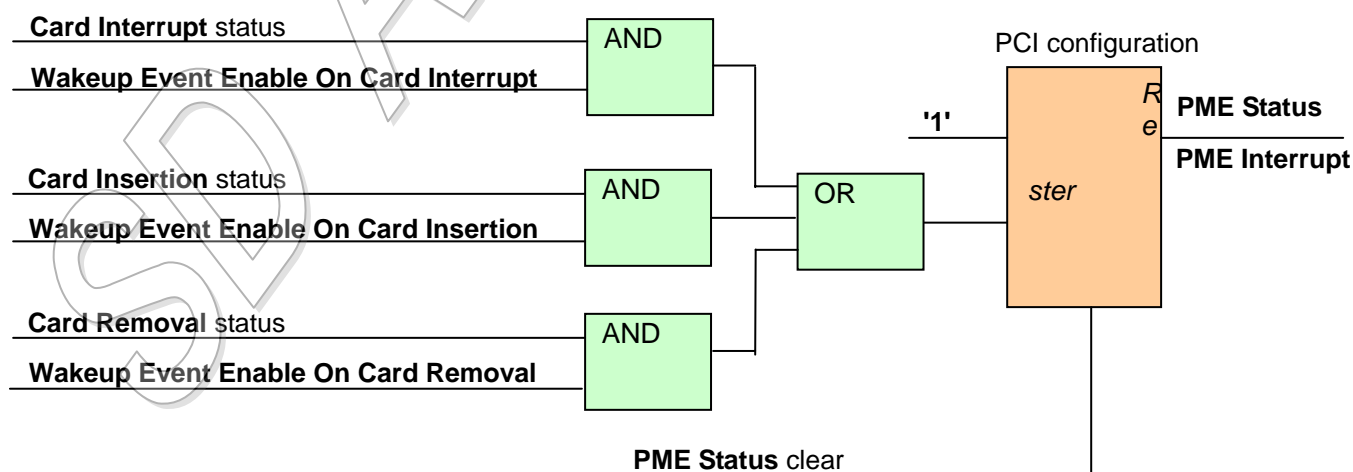 Card Interrupt status
Wakeup Event Enable On Card Interrupt
AND
PCI configuration
R
e
ster
'1'
PME Status
PME Interrupt
Card Insertion status
Wakeup Event Enable On Card Insertion
AND
OR
Card Removal status
Wakeup Event Enable On Card Removal
AND
PME Status clear
SD A